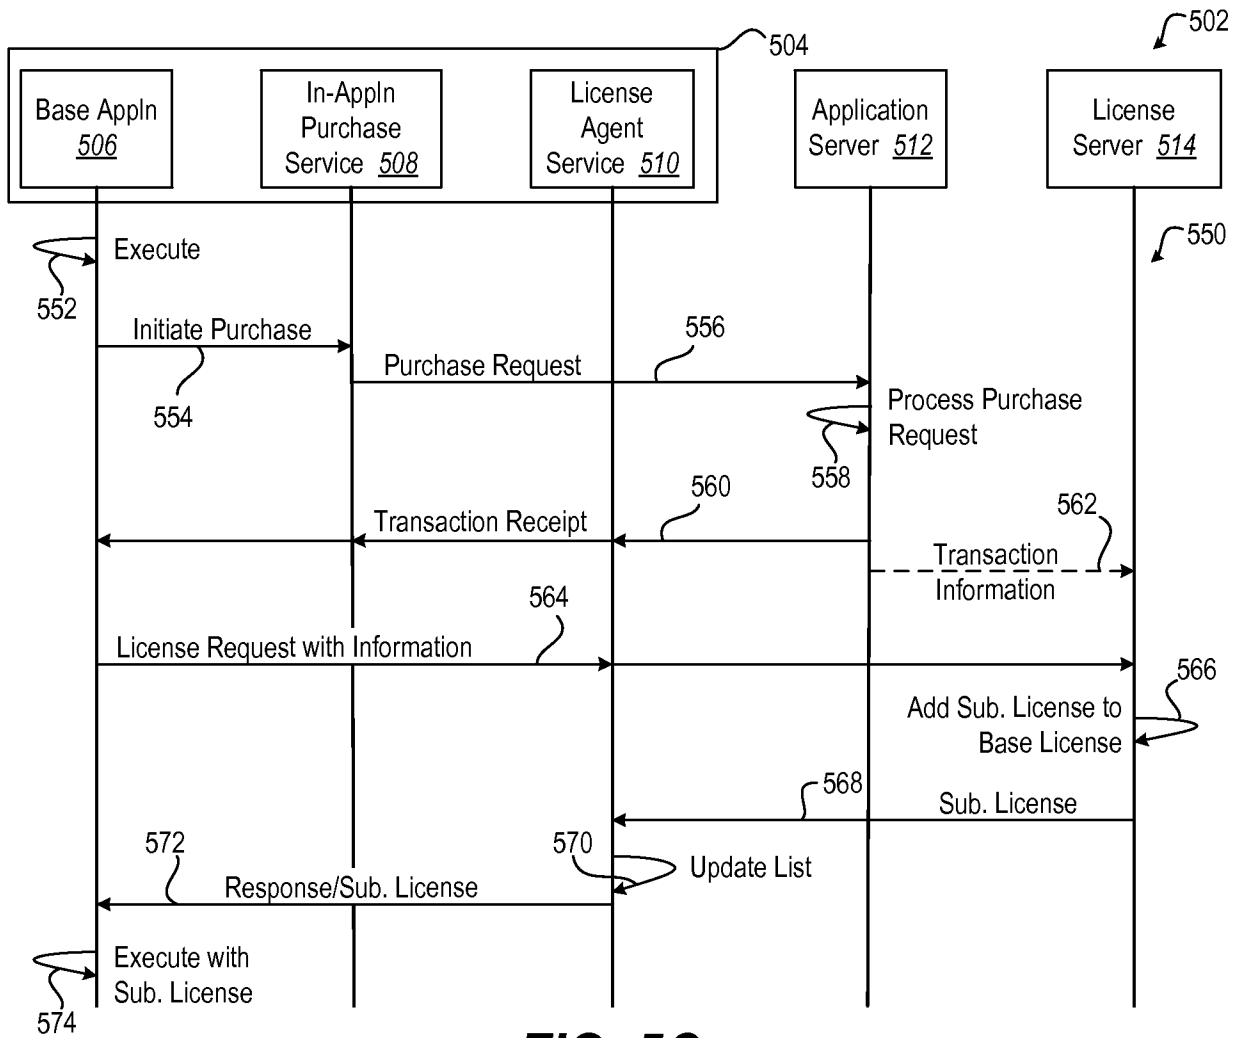 502
504
Base Appln
506
In-Appln
Purchase
Service 508
License
Agent
Service 510
Application
Server 512
License
Server 514
550
Execute
552
Initiate Purchase
554
556
Purchase Request
Process Purchase
Request
558
560
Transaction Receipt
562
Transaction
Information
564
License Request with Information
566
Add Sub. License to
Base License
568
Sub. License
570
Update List
572
Response/Sub. License
Execute with
Sub. License
574